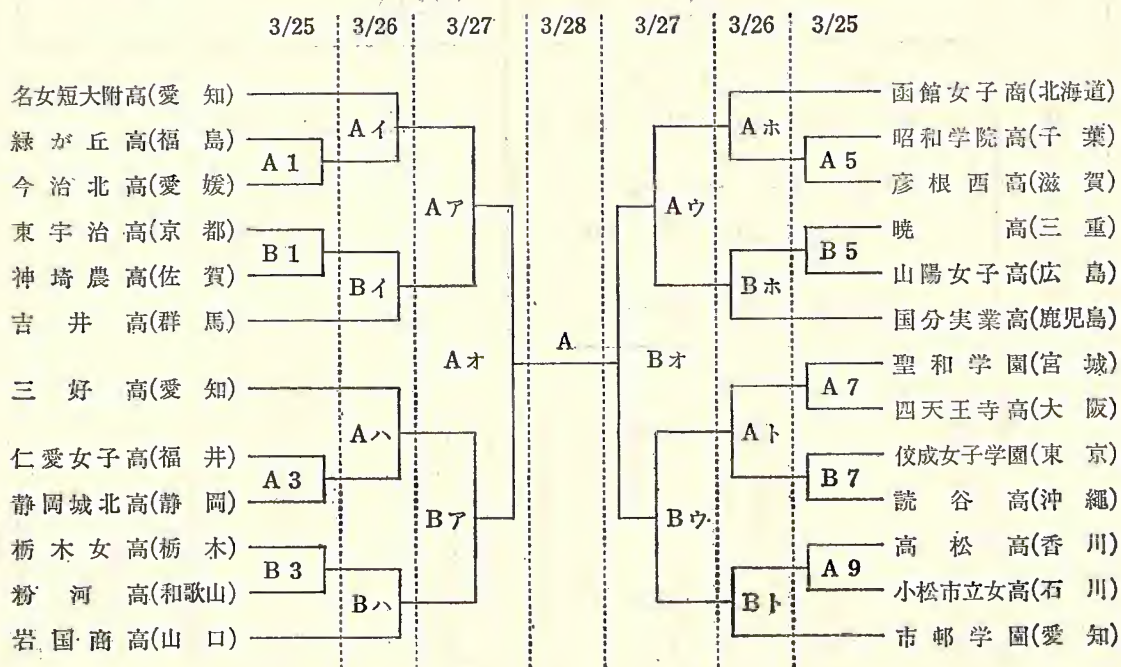 3/25 3/26 3/27 3/28 3/27 3/26 3/25
名女短大附高(愛 知)
緑が丘高(福 島)
今治北高(愛 媛)
東宇治高(京 都)
神埼農高(佐 賀)
吉井高(群 馬)
三好高(愛 知)
仁愛女子高(福 井)
静岡城北高(静 岡)
栃木女高(栃 木)
粉河高(和歌山)
岩国商高(山 口)
Aイ
A 1
Aア
B 1
Bイ
Aオ
Aハ
A 3
Bア
B 3
Bハ
A
Aホ
A 5
Aウ
B 5
Bホ
Bオ
A 7
Aト
B 7
Bウ
A 9
Bト
函館女子商(北海道)
昭和学院高(千 葉)
彦根西高(滋 賀)
暁高(三 重)
山陽女子高(広 島)
国分実業高(鹿児島)
聖和学園(宮 城)
四天王寺高(大 阪)
佼成女子学園(東 京)
読谷高(沖 縄)
高松高(香 川)
小松市立女高(石 川)
市邨学園(愛 知)